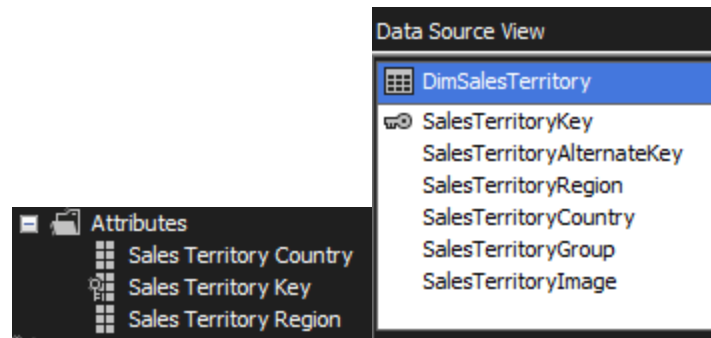 Data Source View
DimSalesTerritory
SalesTerritoryKey
SalesTerritoryAlternateKey
SalesTerritoryRegion
SalesTerritoryCountry
SalesTerritoryGroup
SalesTerritoryImage
Attributes
Sales Territory Country
Sales Territory Key
Sales Territory Region